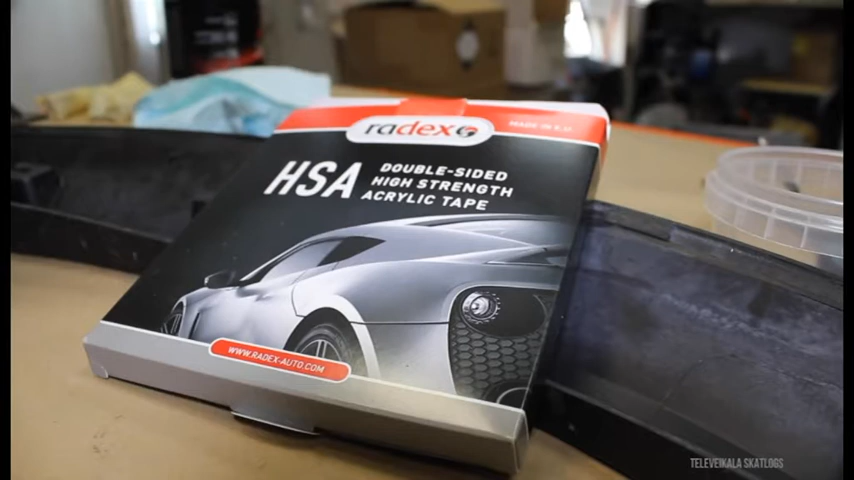 radex
MADE IN E.U.
HSA
DOUBLE-SIDED
HIGH STRENGTH
ACRYLIC TAPE
WWW.RADEX-AUTO.COM
TELEVEIKALA SKATLOGS